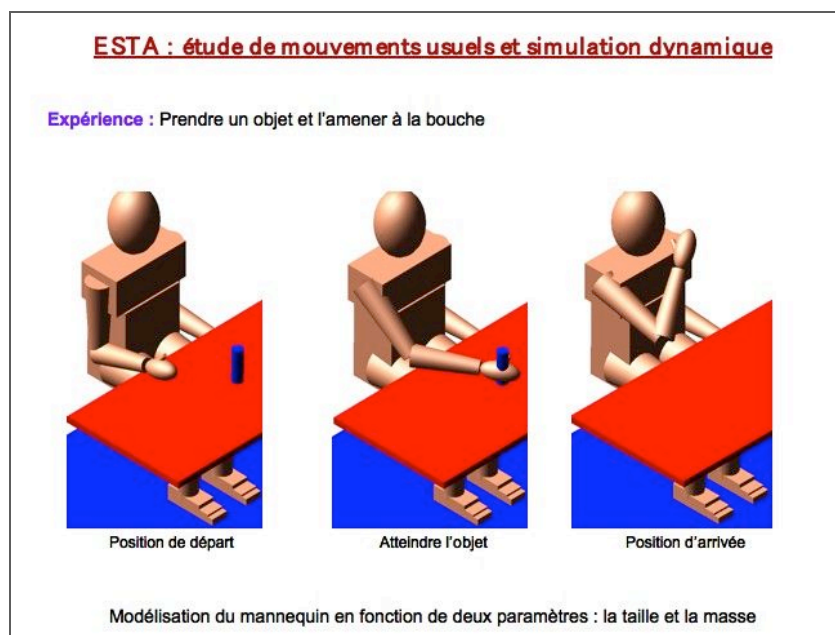 ESTA : étude de mouvements usuels et simulation dynamique
Expérience : Prendre un objet et l'amener à la bouche
Position de départ
Atteindre l'objet
Position d'arrivée
Modélisation du mannequin en fonction de deux paramètres : la taille et la masse